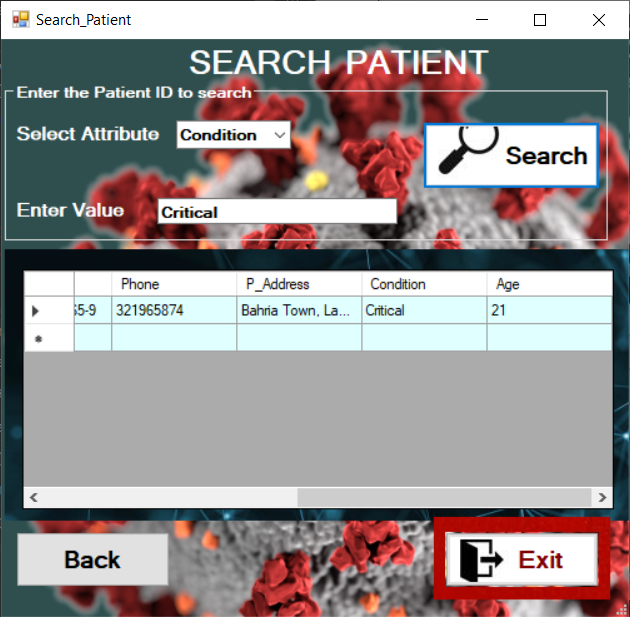 Search_Patient
SEARCH PATIENT
Enter the Patient ID to search
Select Attribute Condition
Search
Enter Value Critical
Phone P_Address Condition Age
5-9 321965874 Bahria Town, La... Critical 21
Back Exit